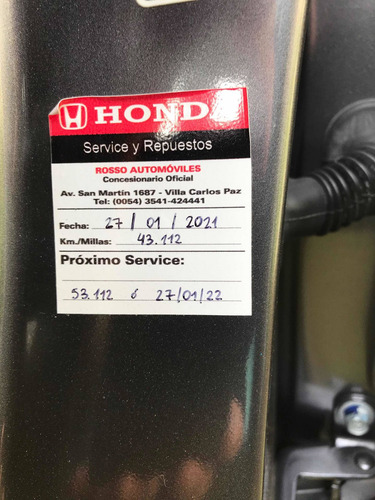 HONDA
Service y Repuestos
ROSSO AUTOMÓVILES
Concesionario Oficial
Av. San Martín 1687 - Villa Carlos Paz
Tel: (0054) 3541-424441
Fecha: 27 / 01 / 2021
Km./Millas: 43.112
Próximo Service:
53.112 ó 27/01/22